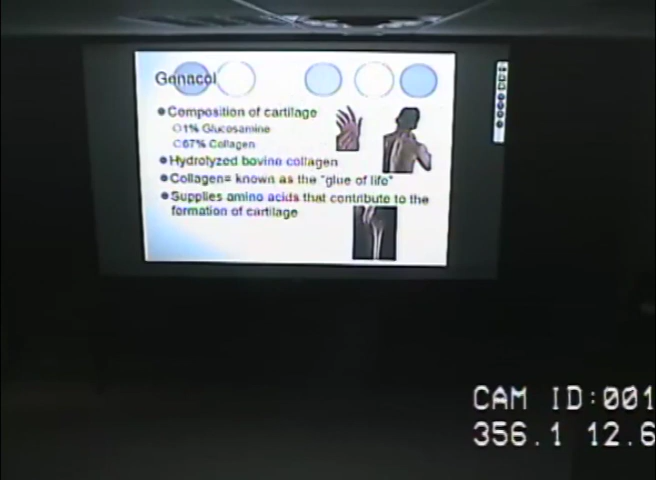 Genacol
Composition of cartilage
1% Glucosamine
67% Collagen
Hydrolyzed bovine collagen
Collagen= known as the "glue of life"
Supplies amino acids that contribute to the
formation of cartilage
CAM ID:001
356.1 12.6